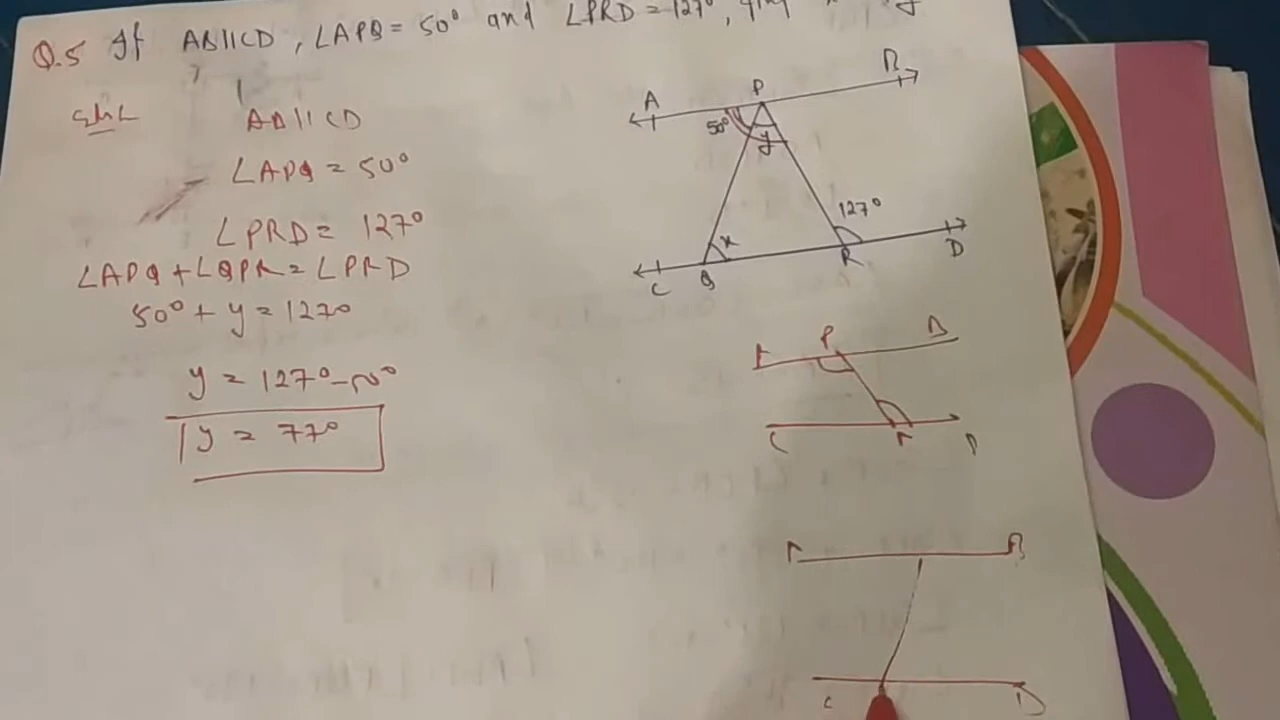 Q.5 If AB||CD, ∠APQ = 50° and ∠PRD = 127°,
AB||CD
∠APQ = 50°
∠PRD = 127°
∠APQ + ∠QPR = ∠PRD
50° + y = 127°
y = 127° - 50°
y = 77°
A P B
50° y
127°
x
C Q R D
A P B
C R D
A B
C D